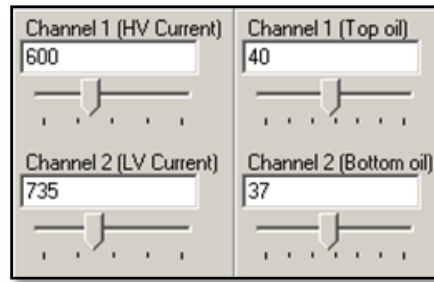 Channel 1 (HV Current)
600
Channel 2 (LV Current)
735
Channel 1 (Top oil)
40
Channel 2 (Bottom oil)
37